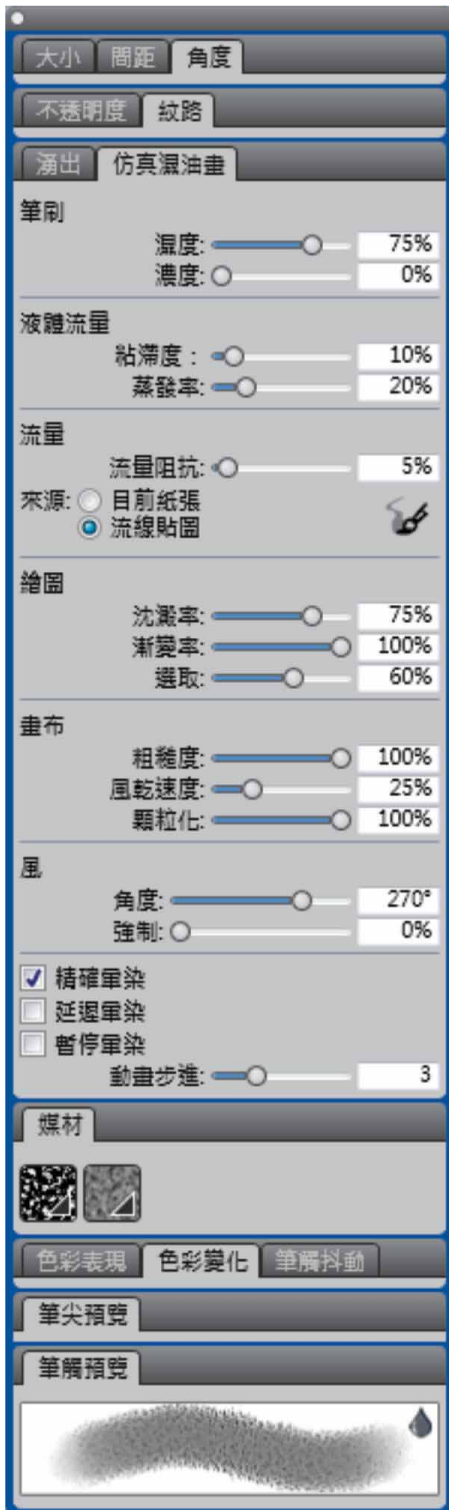 大小 間距 角度
不透明度 紋路
湧出 仿真濕油畫
筆刷
濕度: 75%
濃度: 0%
液體流量
粘滯度： 10%
蒸發率: 20%
流量
流量阻抗: 5%
來源: 目前紙張
流線貼圖
繪圖
沈澱率: 75%
漸變率: 100%
選取: 60%
畫布
粗糙度: 100%
風乾速度: 25%
顆粒化: 100%
風
角度: 270°
強制: 0%
精確暈染
延遲暈染
暫停暈染
動畫步進: 3
媒材
色彩表現 色彩變化 筆觸抖動
筆尖預覽
筆觸預覽